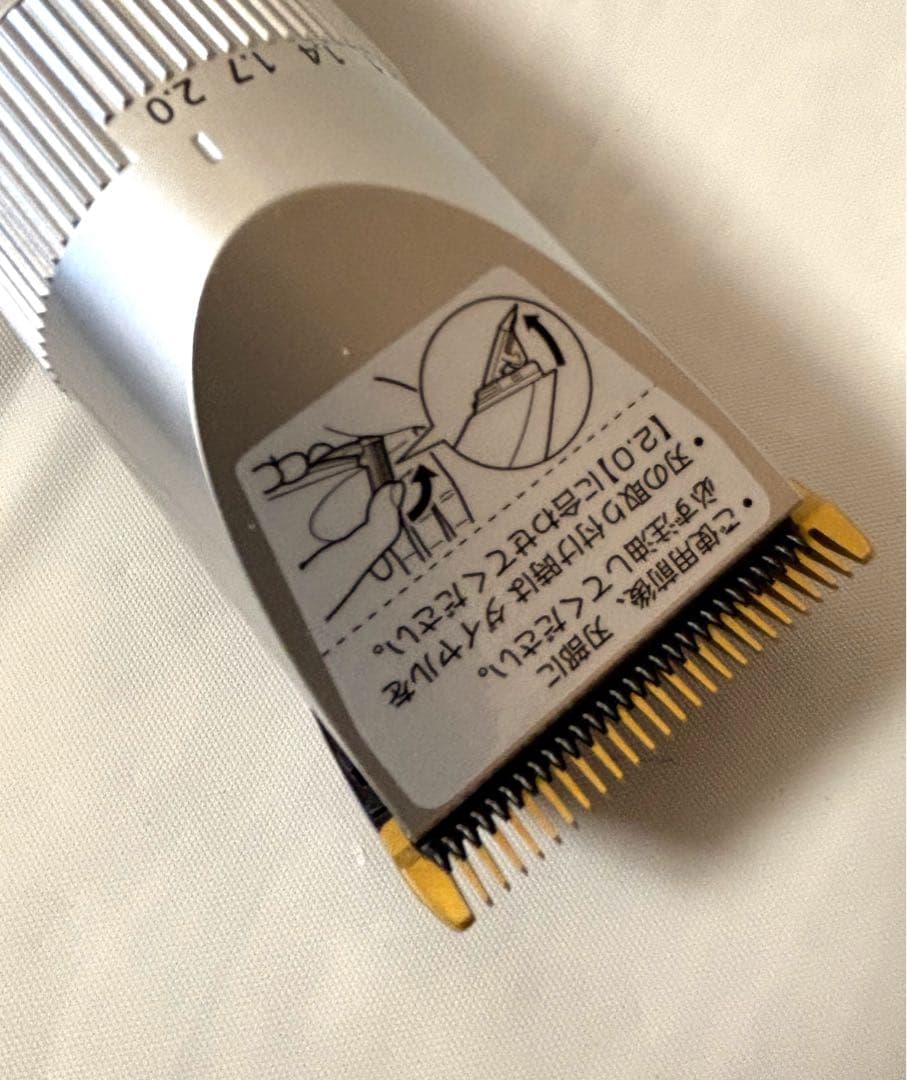 1.4 1.7 2.0
・ご使用前後、刃部に
必ず注油してください。
・刃の取り付け時は ダイヤルを
【2.0】に合わせてください。